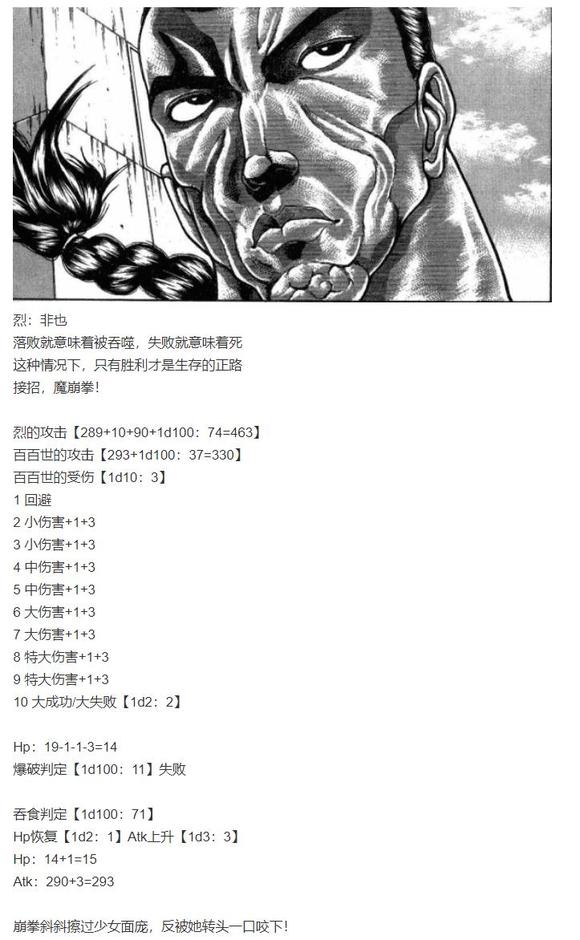 烈：非也
落败就意味着被吞噬，失败就意味着死
这种情况下，只有胜利才是生存的正路
接招，魔崩拳！
烈的攻击【289+10+90+1d100：74=463】
百百世的攻击【293+1d100：37=330】
百百世的受伤【1d10：3】
1 回避
2 小伤害+1+3
3 小伤害+1+3
4 中伤害+1+3
5 中伤害+1+3
6 大伤害+1+3
7 大伤害+1+3
8 特大伤害+1+3
9 特大伤害+1+3
10 大成功/大失败【1d2：2】
Hp：19-1-1-3=14
爆破判定【1d100：11】失败
吞食判定【1d100：71】
Hp恢复【1d2：1】Atk上升【1d3：3】
Hp：14+1=15
Atk：290+3=293
崩拳斜斜擦过少女面庞，反被她转头一口咬下！